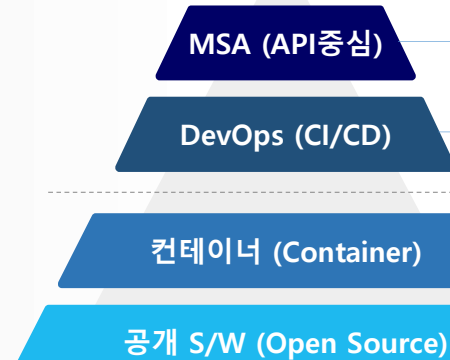 MSA (API중심)
DevOps (CI/CD)
컨테이너 (Container)
공개 S/W (Open Source)